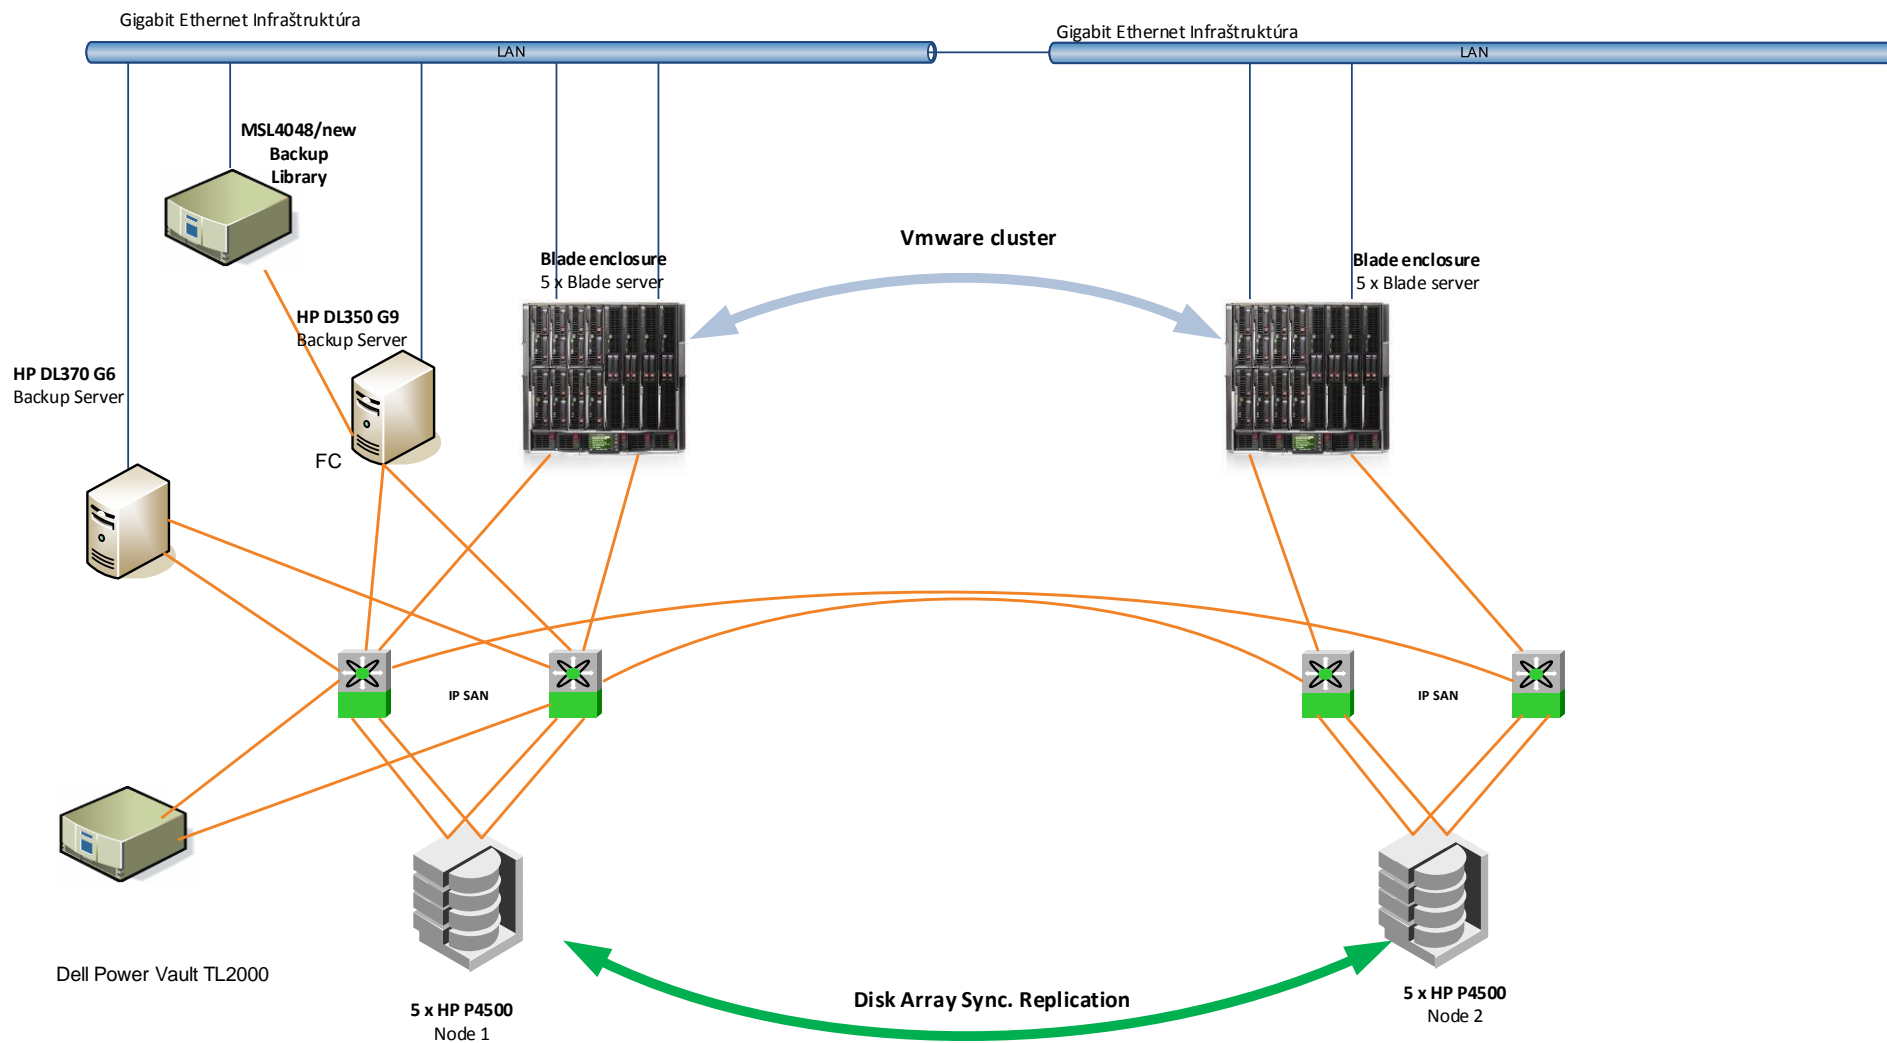 Gigabit Ethernet Infraštruktúra
Gigabit Ethernet Infraštruktúra
LAN
LAN
MSL4048/new
Backup
Library
Vmware cluster
Blade enclosure
5 x Blade server
Blade enclosure
5 x Blade server
HP DL350 G9
Backup Server
HP DL370 G6
Backup Server
FC
IP SAN
IP SAN
Dell Power Vault TL2000
5 x HP P4500
Node 1
Disk Array Sync. Replication
5 x HP P4500
Node 2